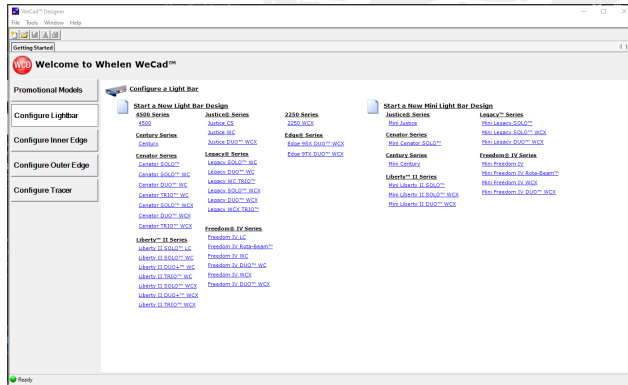 WeCad™ Designer
File Tools Window Help
Getting Started
WCD Welcome to Whelen WeCad™
Promotional Models
Configure Lightbar
Configure Inner Edge
Configure Outer Edge
Configure Tracer
Configure a Light Bar
Start a New Light Bar Design
4500 Series
4500
Century Series
Century
Cenator Series
Cenator SOLO™
Cenator SOLO™ WC
Cenator DUO™ WC
Cenator TRIO™ WC
Cenator SOLO™ WCX
Cenator DUO™ WCX
Cenator TRIO™ WCX
Liberty™ II Series
Liberty II SOLO™ LC
Liberty II SOLO™ WC
Liberty II DUO+™ WC
Liberty II TRIO™ WC
Liberty II SOLO™ WCX
Liberty II DUO+™ WCX
Liberty II TRIO™ WCX
Justice® Series
Justice CS
Justice WC
Justice DUO™ WCX
Legacy® Series
Legacy SOLO™ WC
Legacy DUO™ WC
Legacy WC TRIO™
Legacy SOLO™ WCX
Legacy DUO™ WCX
Legacy WCX TRIO™
Freedom® IV Series
Freedom IV LC
Freedom IV Rota-Beam™
Freedom IV WC
Freedom IV DUO™ WC
Freedom IV WCX
Freedom IV DUO™ WCX
2250 Series
2250 WCX
Edge® Series
Edge 9SX DUO™ WCX
Edge 9TX DUO™ WCX
Start a New Mini Light Bar Design
Justice® Series
Mini Justice
Cenator Series
Mini Cenator SOLO™
Century Series
Mini Century
Liberty™ II Series
Mini Liberty II SOLO™
Mini Liberty II SOLO™ WCX
Mini Liberty II DUO™ WCX
Legacy™ Series
Mini Legacy SOLO™
Mini Legacy SOLO™ WCX
Mini Legacy DUO™ WCX
Freedom® IV Series
Mini Freedom IV
Mini Freedom IV Rota-Beam™
Mini Freedom IV WCX
Mini Freedom IV DUO™ WCX
Ready